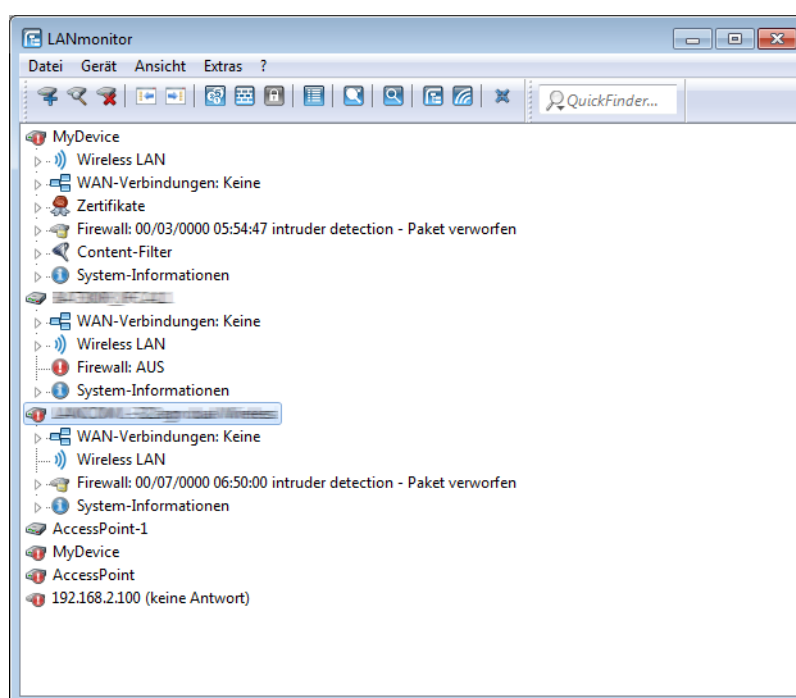 LANmonitor
Datei Gerät Ansicht Extras ?
QuickFinder...
MyDevice
Wireless LAN
WAN-Verbindungen: Keine
Zertifikate
Firewall: 00/03/0000 05:54:47 intruder detection - Paket verworfen
Content-Filter
System-Informationen
WAN-Verbindungen: Keine
Wireless LAN
Firewall: AUS
System-Informationen
WAN-Verbindungen: Keine
Wireless LAN
Firewall: 00/07/0000 06:50:00 intruder detection - Paket verworfen
System-Informationen
AccessPoint-1
MyDevice
AccessPoint
192.168.2.100 (keine Antwort)